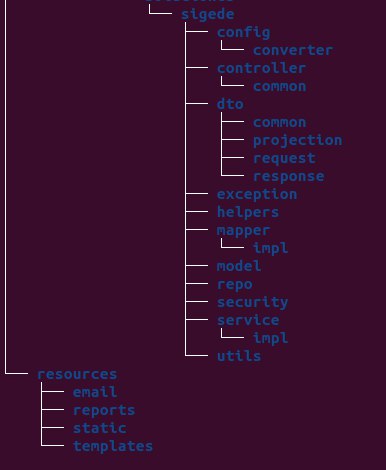 sigede
config
converter
controller
common
dto
common
projection
request
response
exception
helpers
mapper
impl
model
repo
security
service
impl
utils
resources
email
reports
static
templates